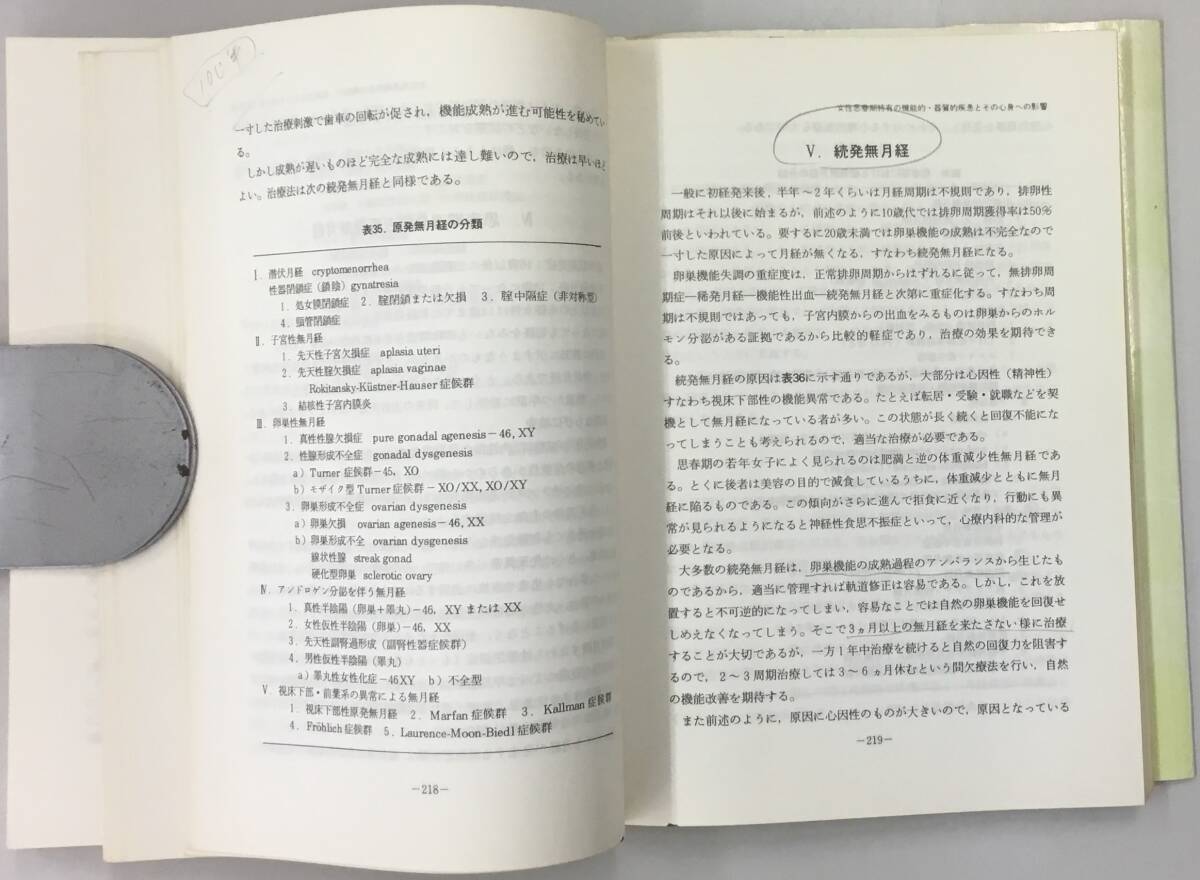 一寸した治療刺激で歯車の回転が促され，機能成熟が進む可能性を秘めてい
る。
しかし成熟が遅いものほど完全な成熟には達し難いので，治療は早いほど
よい。治療法は次の続発無月経と同様である。
表35．原発無月経の分類
Ⅰ．潜伏月経 cryptomenorrhea
性器閉鎖症（鎖陰）gynatresia
1．処女膜閉鎖症 2．腟閉鎖または欠損 3．腟中隔症（非対称型）
4．頸管閉鎖症
Ⅱ．子宮性無月経
1．先天性子宮欠損症 aplasia uteri
2．先天性腟欠損症 aplasia vaginae
Rokitansky-Küstner-Hauser症候群
3．結核性子宮内膜炎
Ⅲ．卵巣性無月経
1．真性性腺欠損症 pure gonadal agenesis－46, XY
2．性腺形成不全症 gonadal dysgenesis
a）Turner 症候群－45, XO
b）モザイク型 Turner 症候群－XO/XX, XO/XY
3．卵巣形成不全症 ovarian dysgenesis
a）卵巣欠損 ovarian agenesis－46, XX
b）卵巣形成不全 ovarian dysgenesis
線状性腺 streak gonad
硬化型卵巣 sclerotic ovary
Ⅳ．アンドロゲン分泌を伴う無月経
1．真性半陰陽（卵巣＋睾丸）－46, XY または XX
2．女性仮性半陰陽（卵巣）－46, XX
3．先天性副腎過形成（副腎性器症候群）
4．男性仮性半陰陽（睾丸）
a）睾丸性女性化症－46XY b）不全型
Ⅴ．視床下部・前葉系の異常による無月経
1．視床下部性原発無月経 2．Marfan 症候群 3．Kallman 症候群
4．Fröhlich 症候群 5．Laurence-Moon-Biedl 症候群
－218－
女性思春期特有の機能的・器質的疾患とその心身への影響
Ⅴ．続発無月経
一般に初経発来後，半年～2年くらいは月経周期は不規則であり，排卵性
周期はそれ以後に始まるが，前述のように10歳代では排卵周期獲得率は50%
前後といわれている。要するに20歳未満では卵巣機能の成熟は不完全なので
一寸した原因によって月経が無くなる，すなわち続発無月経になる。
卵巣機能失調の重症度は，正常排卵周期からはずれるに従って，無排卵周
期症―稀発月経―機能性出血―続発無月経と次第に重症化する。すなわち周
期は不規則ではあっても，子宮内膜からの出血をみるものは卵巣からのホル
モン分泌がある証拠であるから比較的軽症であり，治療の効果を期待でき
る。
続発無月経の原因は表36に示す通りであるが，大部分は心因性（精神性）
すなわち視床下部性の機能異常である。たとえば転居・受験・就職などを契
機として無月経になっている者が多い。この状態が長く続くと回復不能にな
ってしまうことも考えられるので，適当な治療が必要である。
思春期の若年女子によく見られるのは肥満と逆の体重減少性無月経であ
る。とくに後者は美容の目的で減食しているうちに，体重減少とともに無月
経に陥るものである。この傾向がさらに進んで拒食に近くなり，行動にも異
常が見られるようになると神経性食思不振症といって，心療内科的な管理が
必要となる。
大多数の続発無月経は，卵巣機能の成熟過程のアンバランスから生じたも
のであるから，適当に管理すれば軌道修正は容易である。しかし，これを放
置すると不可逆的になってしまい，容易なことでは自然の卵巣機能を回復せ
しめえなくなってしまう。そこで3ヵ月以上の無月経を来たさない様に治療
することが大切であるが，一方1年中治療を続けると自然の回復力を阻害す
るので，2～3周期治療しては3～6ヵ月休むという間欠療法を行い，自然
の機能改善を期待する。
また前述のように，原因に心因性のものが大きいので，原因となっている
－219－